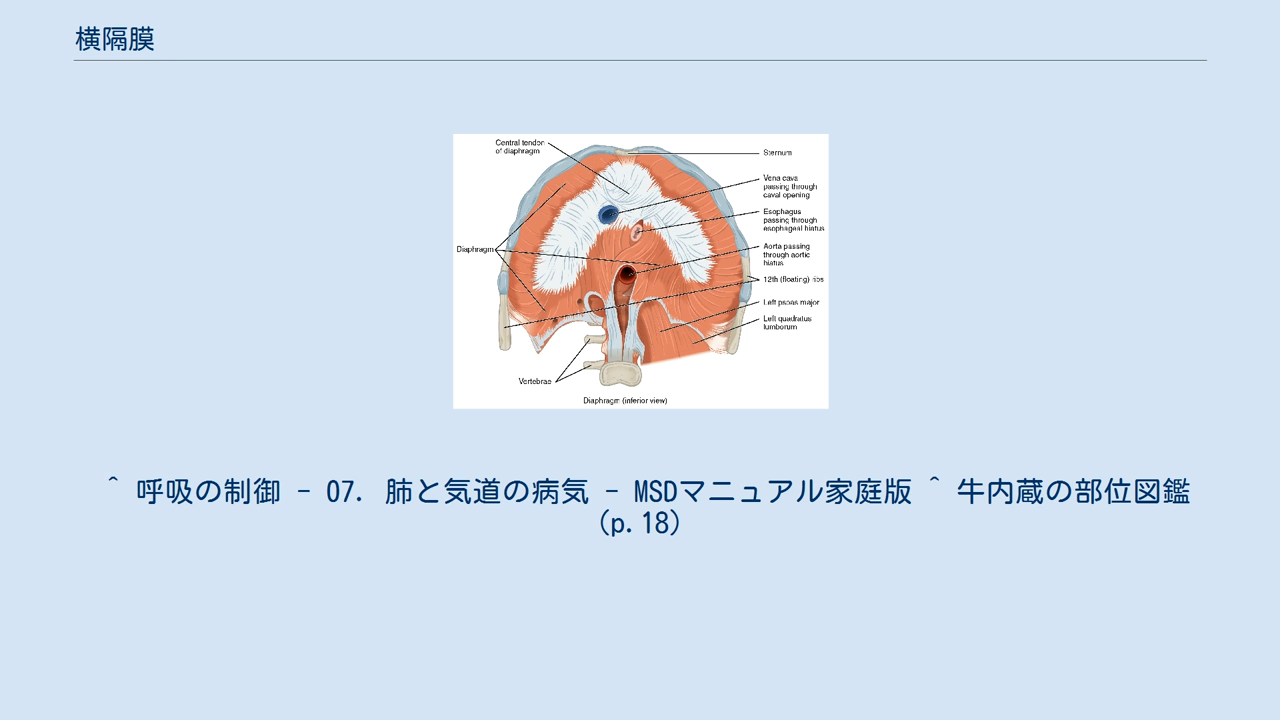 横隔膜
Central tendon
of diaphragm
Sternum
Vena cava
passing through
caval opening
Esophagus
passing through
esophageal hiatus
Diaphragm
Aorta passing
through aortic
hiatus
12th (floating) ribs
Left psoas major
Left quadratus
lumborum
Vertebrae
Diaphragm (inferior view)
^ 呼吸の制御 - 07. 肺と気道の病気 - MSDマニュアル家庭版 ^ 牛内蔵の部位図鑑
(p.18)